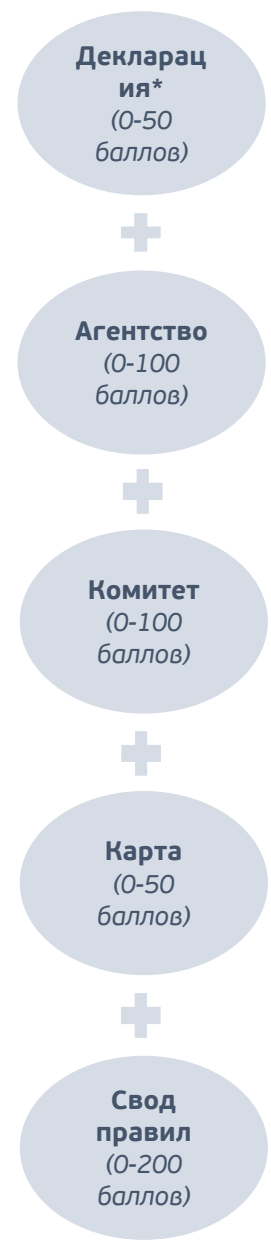 Декларац
ия*
(0-50
баллов)
Агентство
(0-100
баллов)
Комитет
(0-100
баллов)
Карта
(0-50
баллов)
Свод
правил
(0-200
баллов)